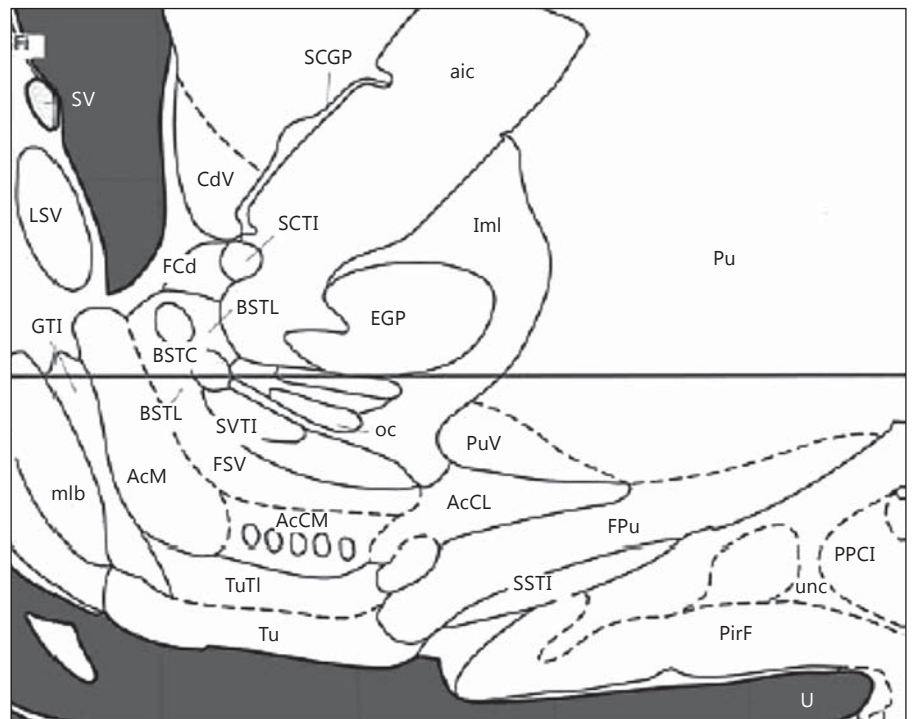 Fi
SCGP
aic
SV
CdV
LSV
SCTI
Iml
FCd
Pu
BSTL
EGP
GTI
BSTC
BSTL
SVTI
oc
PuV
FSV
AcM
mlb
AcCL
AcCM
FPu
PPCI
SSTI
unc
TuTl
Tu
PirF
U